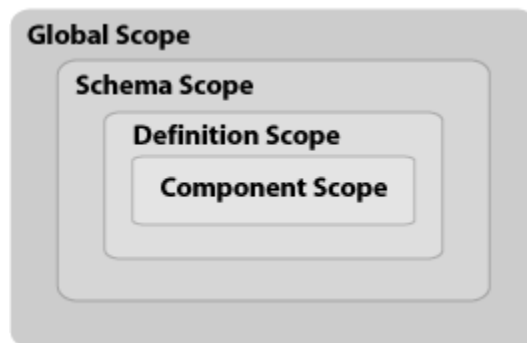 Global Scope
Schema Scope
Definition Scope
Component Scope